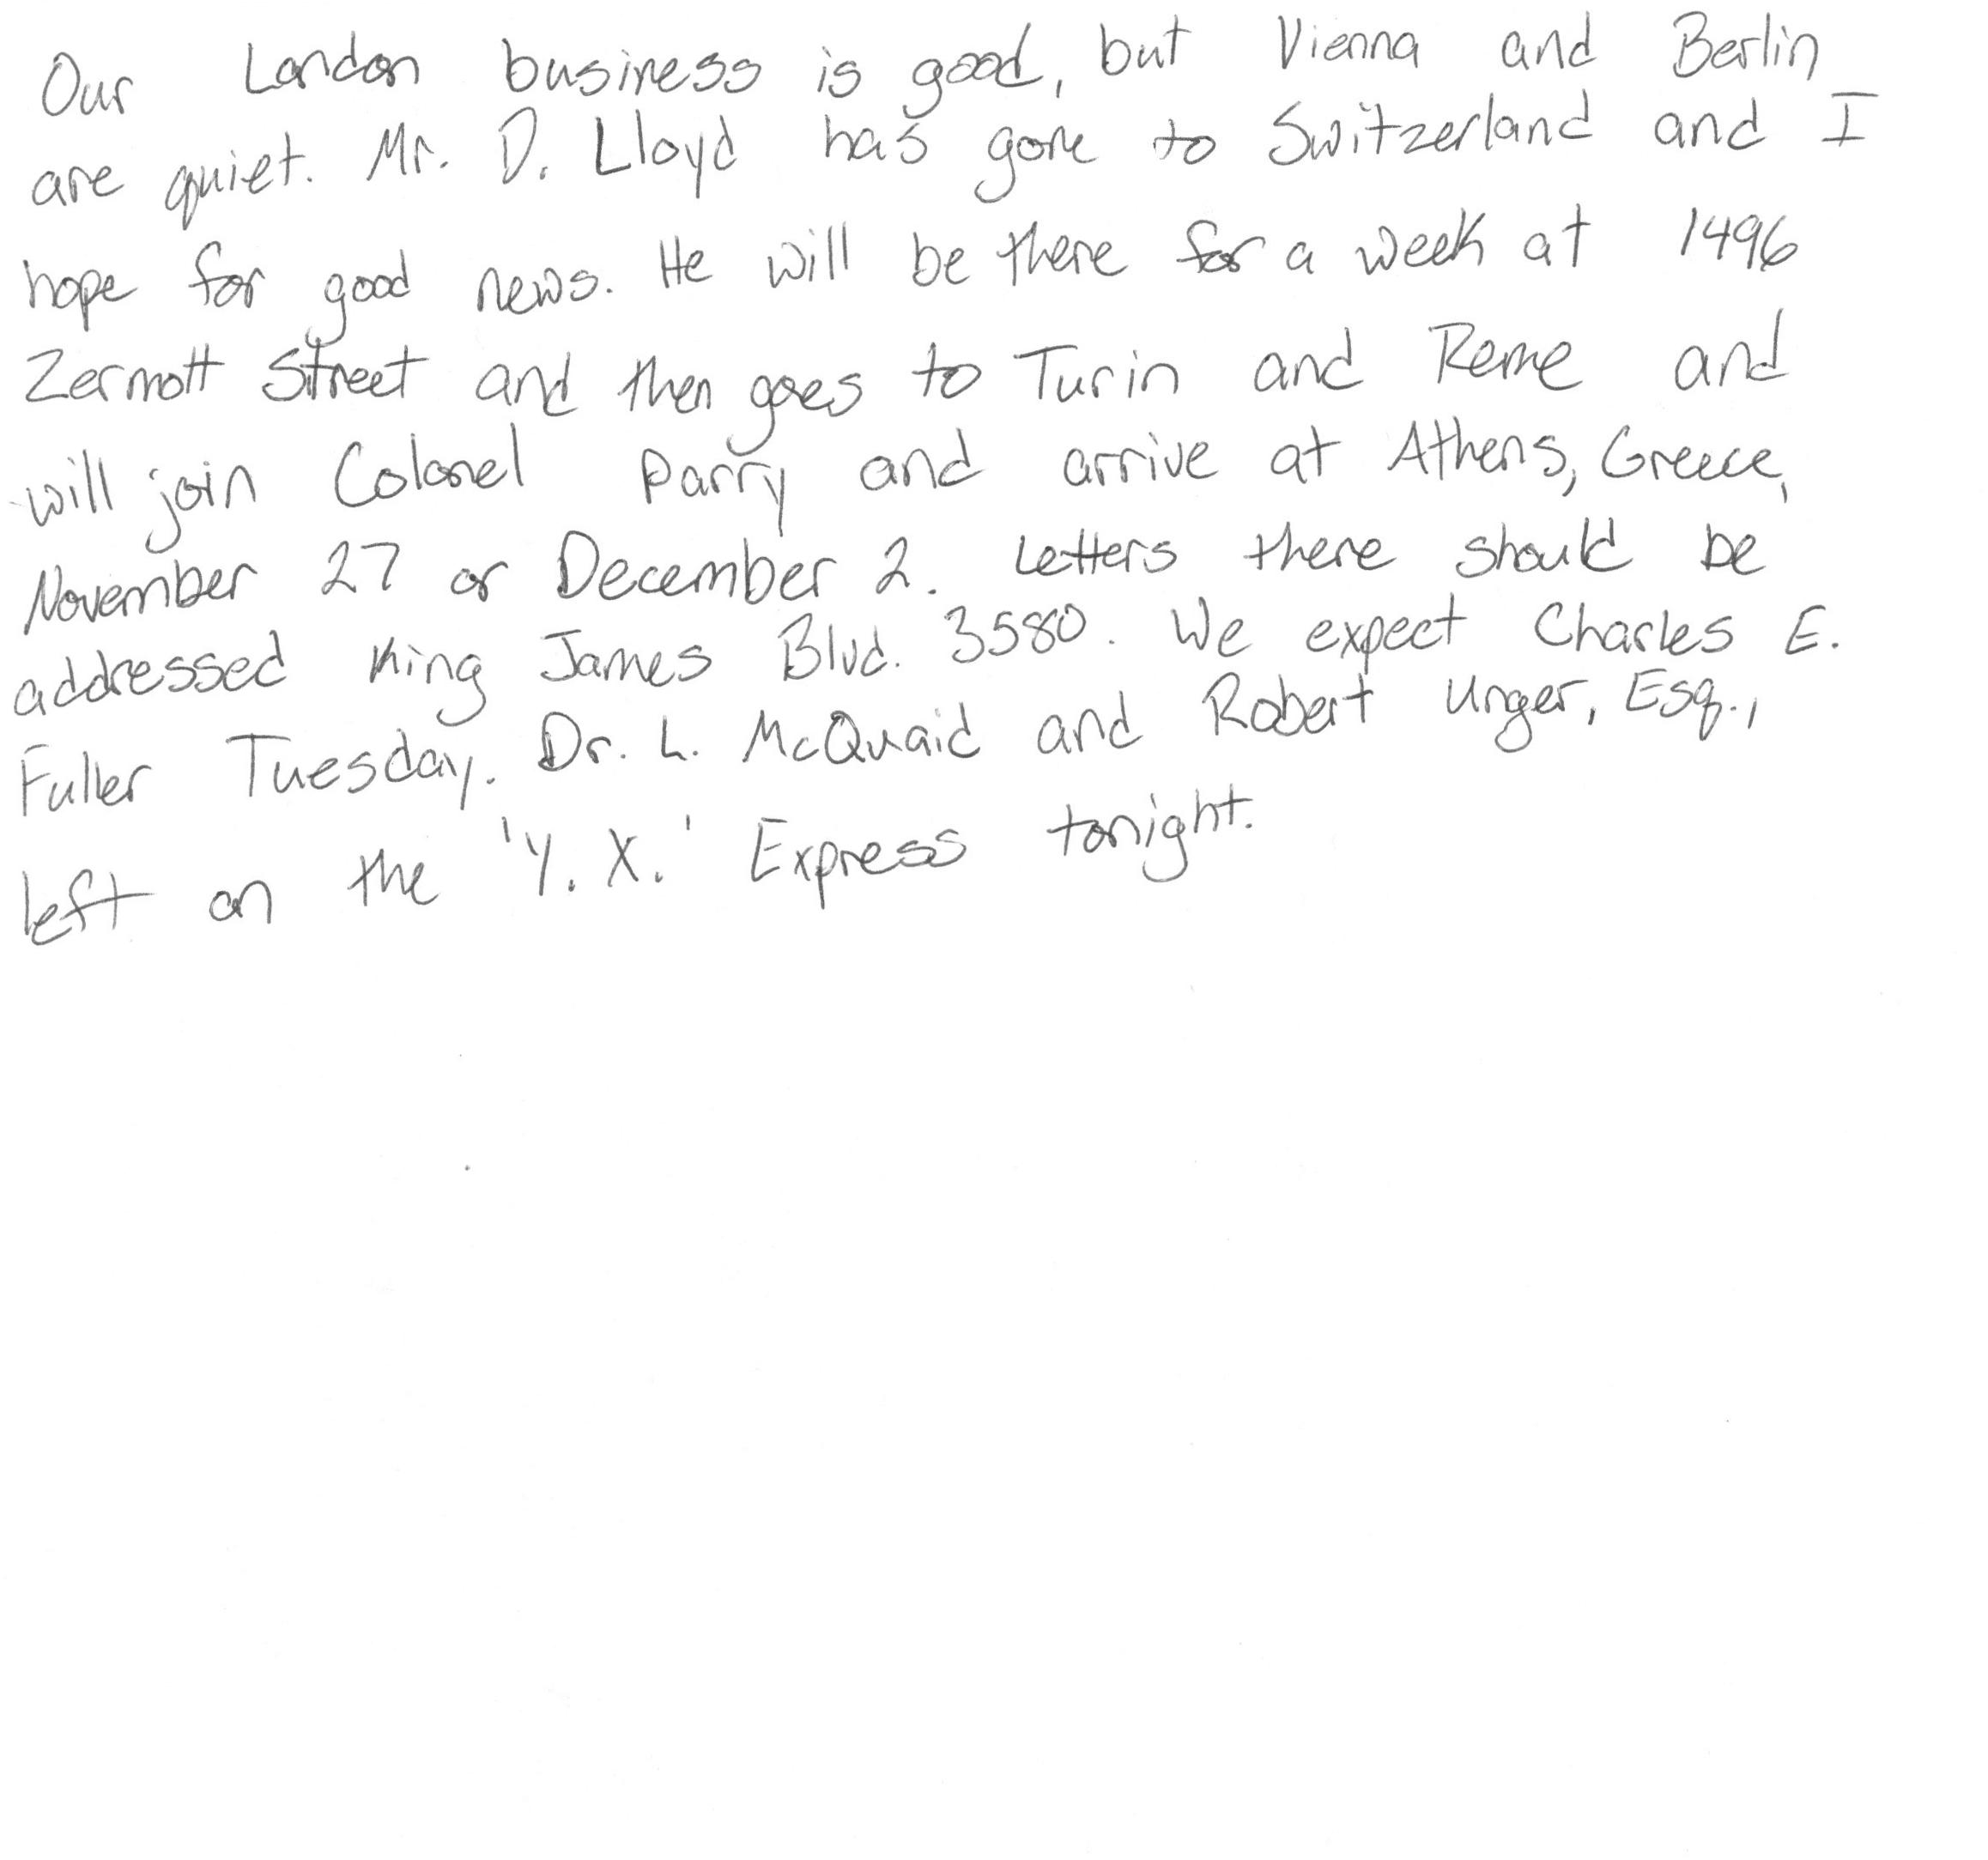 Our London business is good, but Vienna and Berlin
are quiet. Mr. D. Lloyd has gone to Switzerland and I
hope for good news. He will be there for a week at 1496
Zermott Street and then goes to Turin and Rome and
will join Colonel Parry and arrive at Athens, Greece,
November 27 or December 2. Letters there should be
addressed King James Blvd. 3580. We expect Charles E.
Fuller Tuesday. Dr. L. McQuaid and Robert Unger, Esq.,
left on the 'Y. X.' Express tonight.